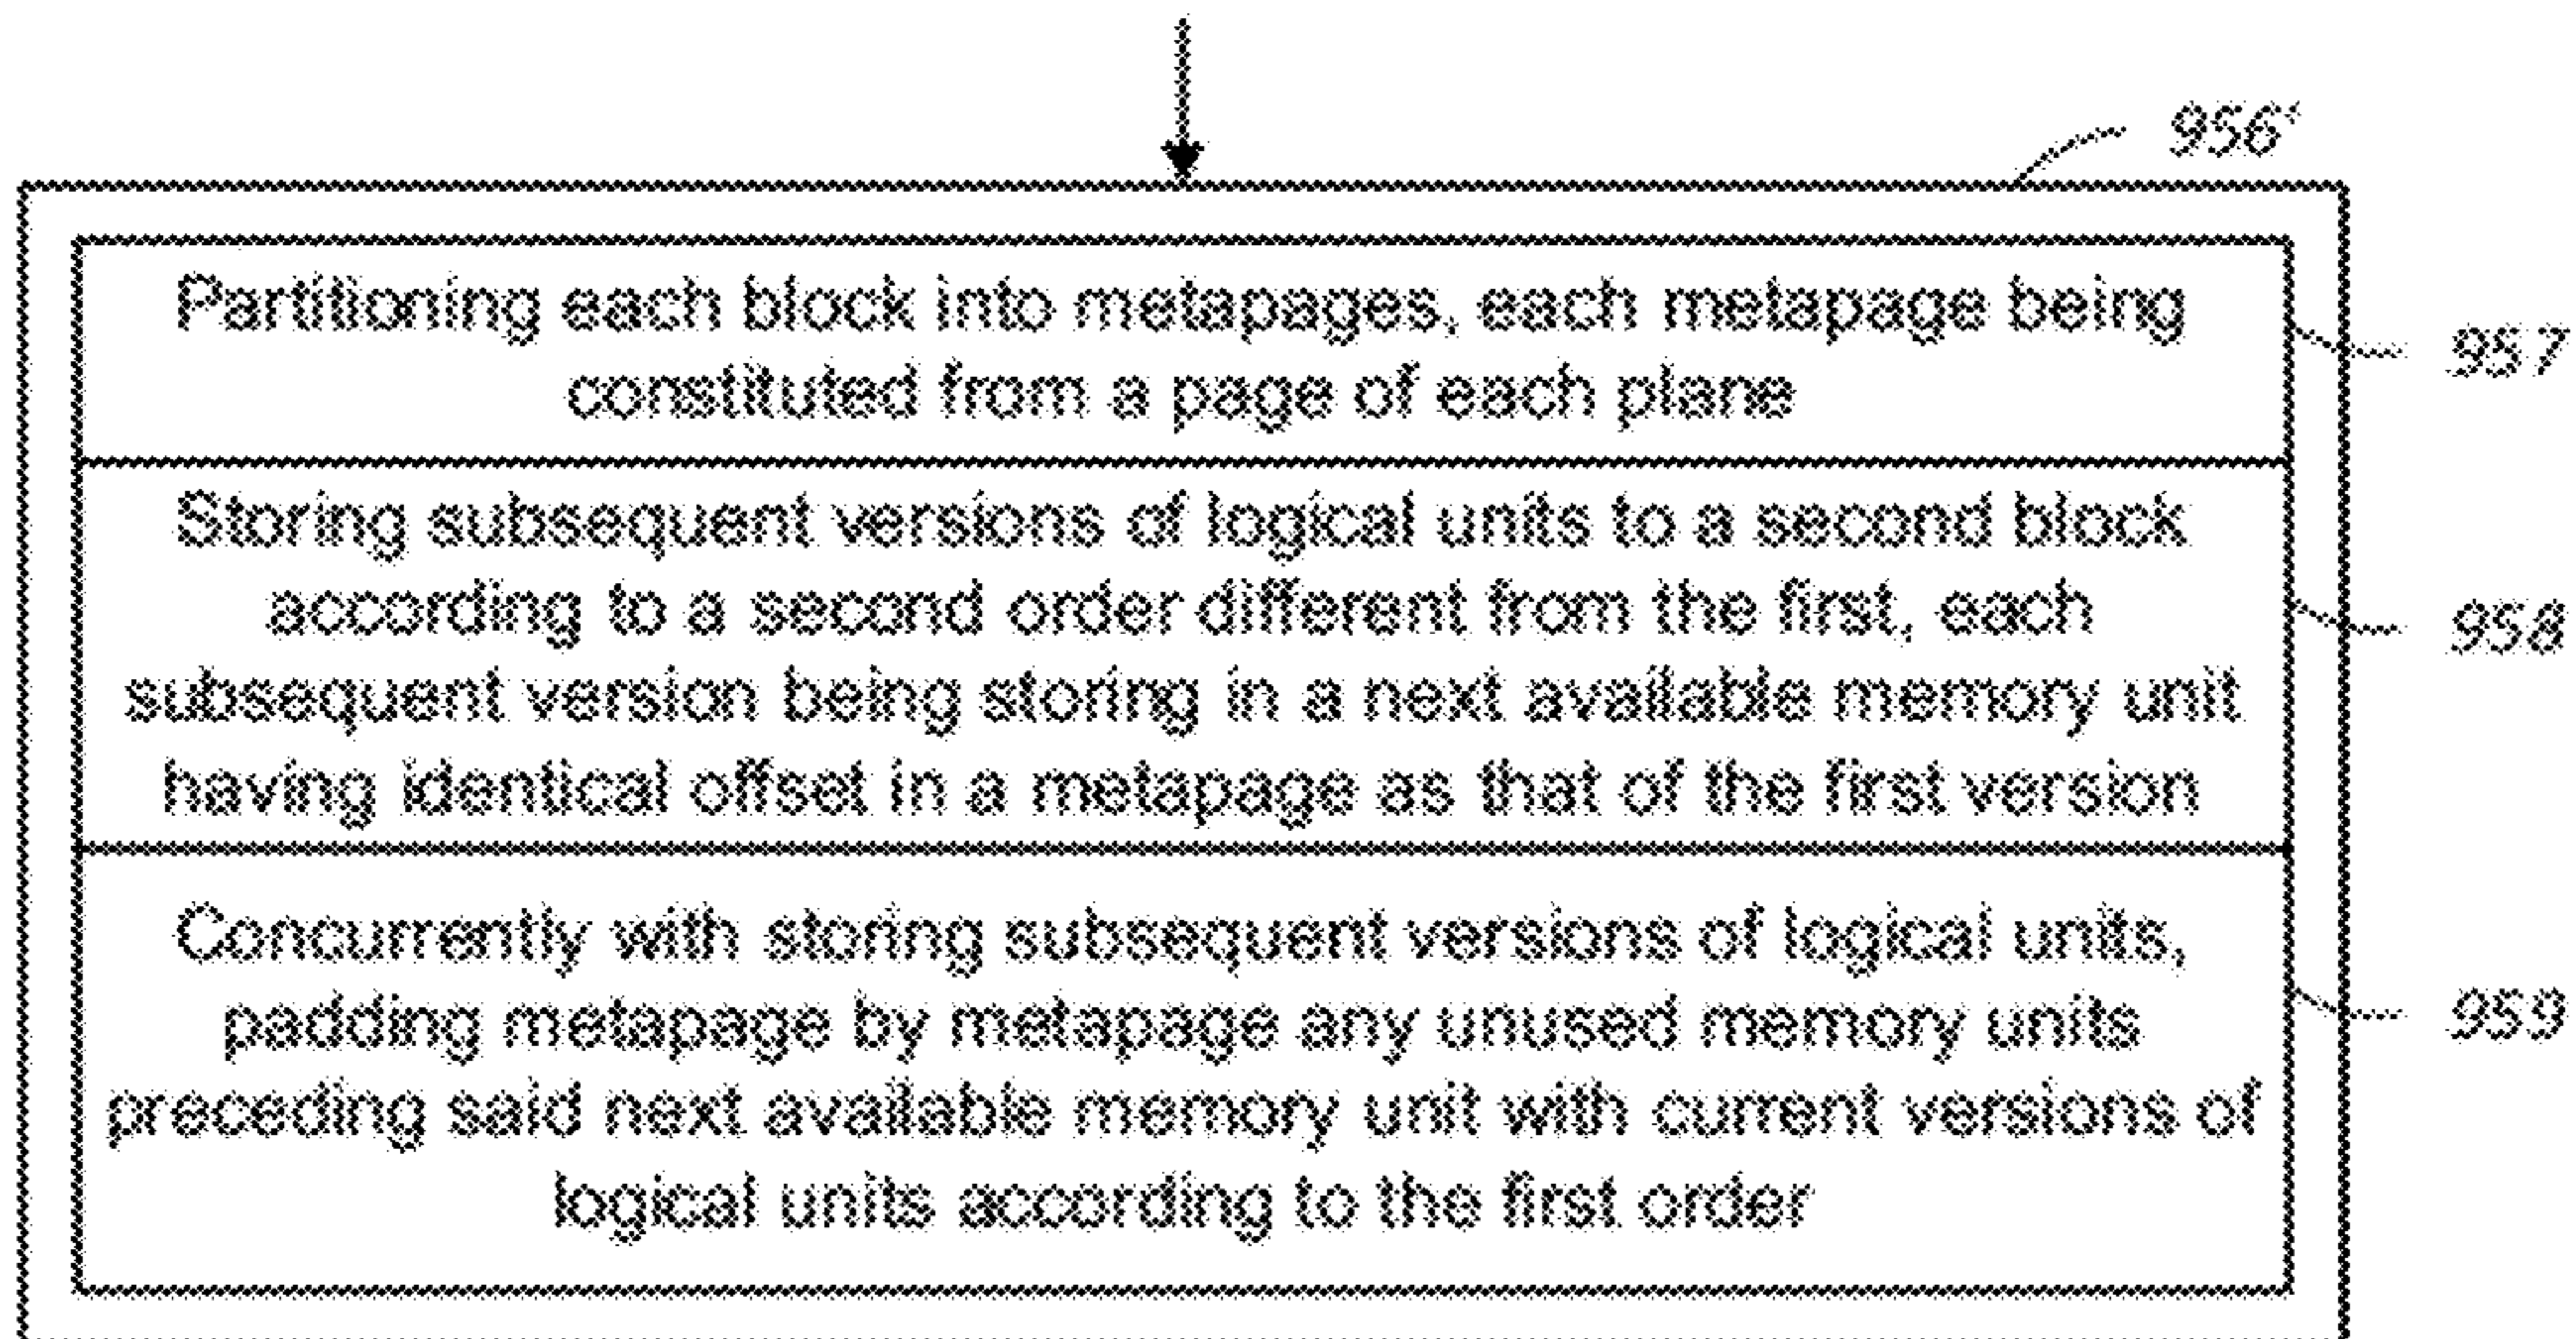 956'
Partitioning each block into metapages, each metapage being
constituted from a page of each plane
957
Storing subsequent versions of logical units to a second block
according to a second order different from the first, each
subsequent version being storing in a next available memory unit
having identical offset in a metapage as that of the first version
958
Concurrently with storing subsequent versions of logical units,
padding metapage by metapage any unused memory units
preceding said next available memory unit with current versions of
logical units according to the first order
959